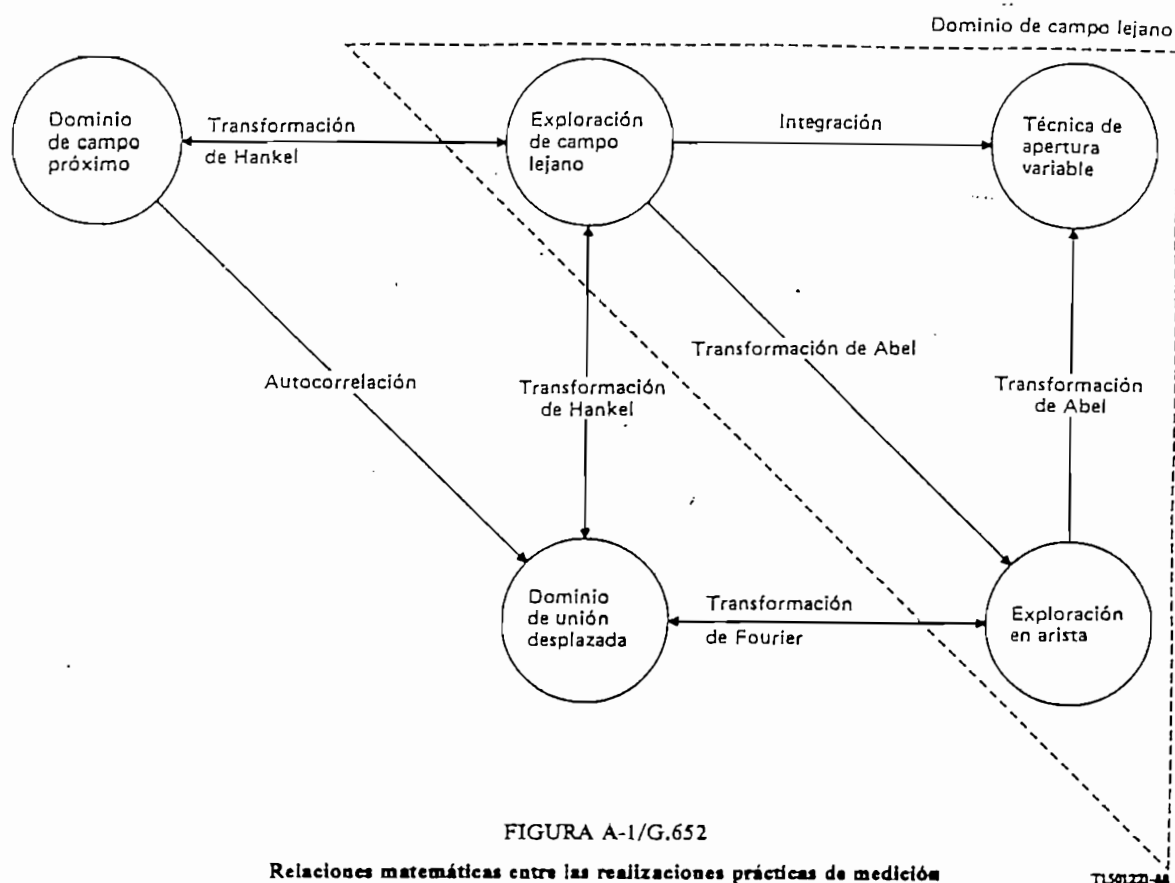 Dominio de campo lejano
Dominio
de campo
próximo
Transformación
de Hankel
Exploración
de campo
lejano
Integración
Técnica de
apertura
variable
Autocorrelación
Transformación
de Hankel
Transformación de Abel
Transformación
de Abel
Dominio
de unión
desplazada
Transformación
de Fourier
Exploración
en arista
FIGURA A-1/G.652
Relaciones matemáticas entre las realizaciones prácticas de medición